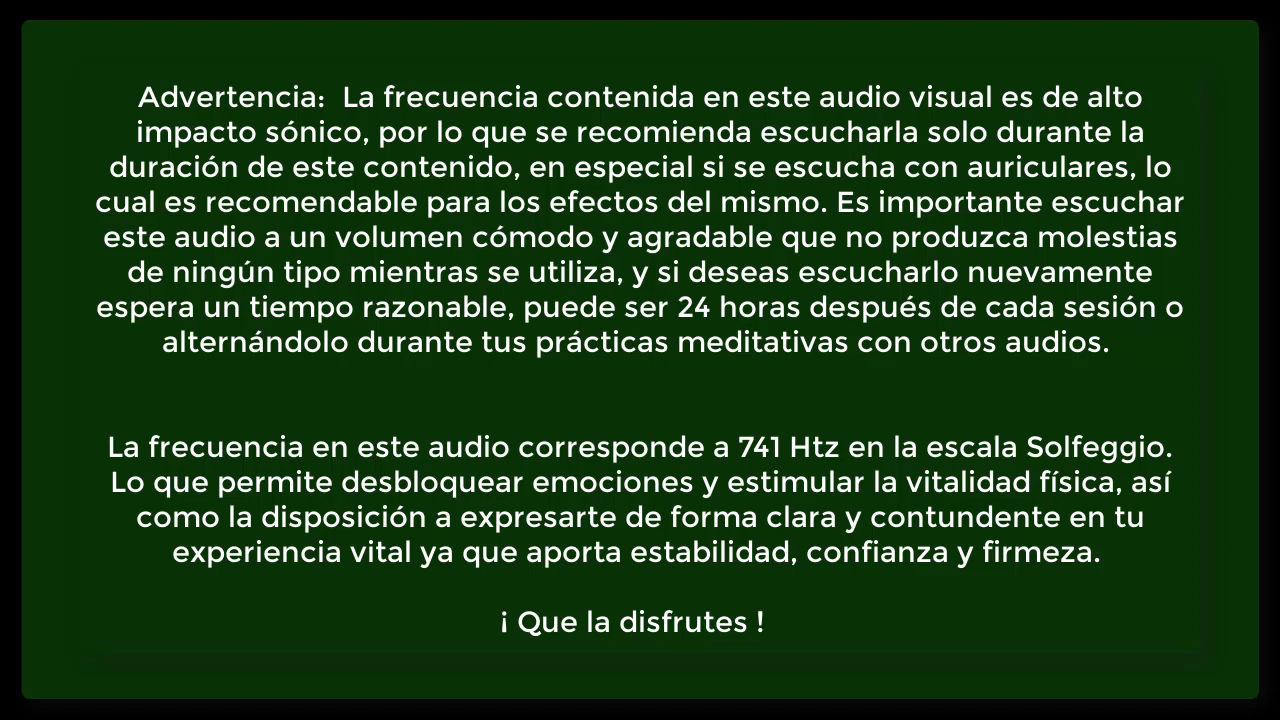 Advertencia:  La frecuencia contenida en este audio visual es de alto
impacto sónico, por lo que se recomienda escucharla solo durante la
duración de este contenido, en especial si se escucha con auriculares, lo
cual es recomendable para los efectos del mismo. Es importante escuchar
este audio a un volumen cómodo y agradable que no produzca molestias
de ningún tipo mientras se utiliza, y si deseas escucharlo nuevamente
espera un tiempo razonable, puede ser 24 horas después de cada sesión o
alternándolo durante tus prácticas meditativas con otros audios.
La frecuencia en este audio corresponde a 741 Htz en la escala Solfeggio.
Lo que permite desbloquear emociones y estimular la vitalidad física, así
como la disposición a expresarte de forma clara y contundente en tu
experiencia vital ya que aporta estabilidad, confianza y firmeza.
¡ Que la disfrutes !